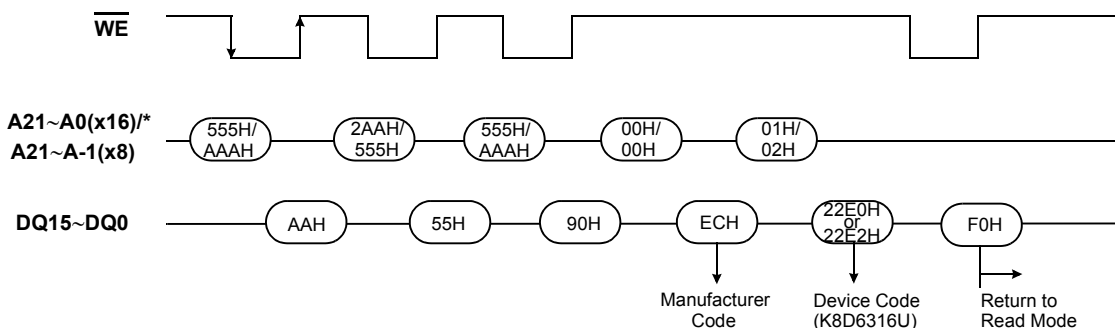 WE
A21~A0(x16)/*
A21~A-1(x8)
555H/
AAAH
2AAH/
555H
555H/
AAAH
00H/
00H
01H/
02H
DQ15~DQ0
AAH
55H
90H
ECH
22E0H
or
22E2H
F0H
Manufacturer
Code
Device Code
(K8D6316U)
Return to
Read Mode